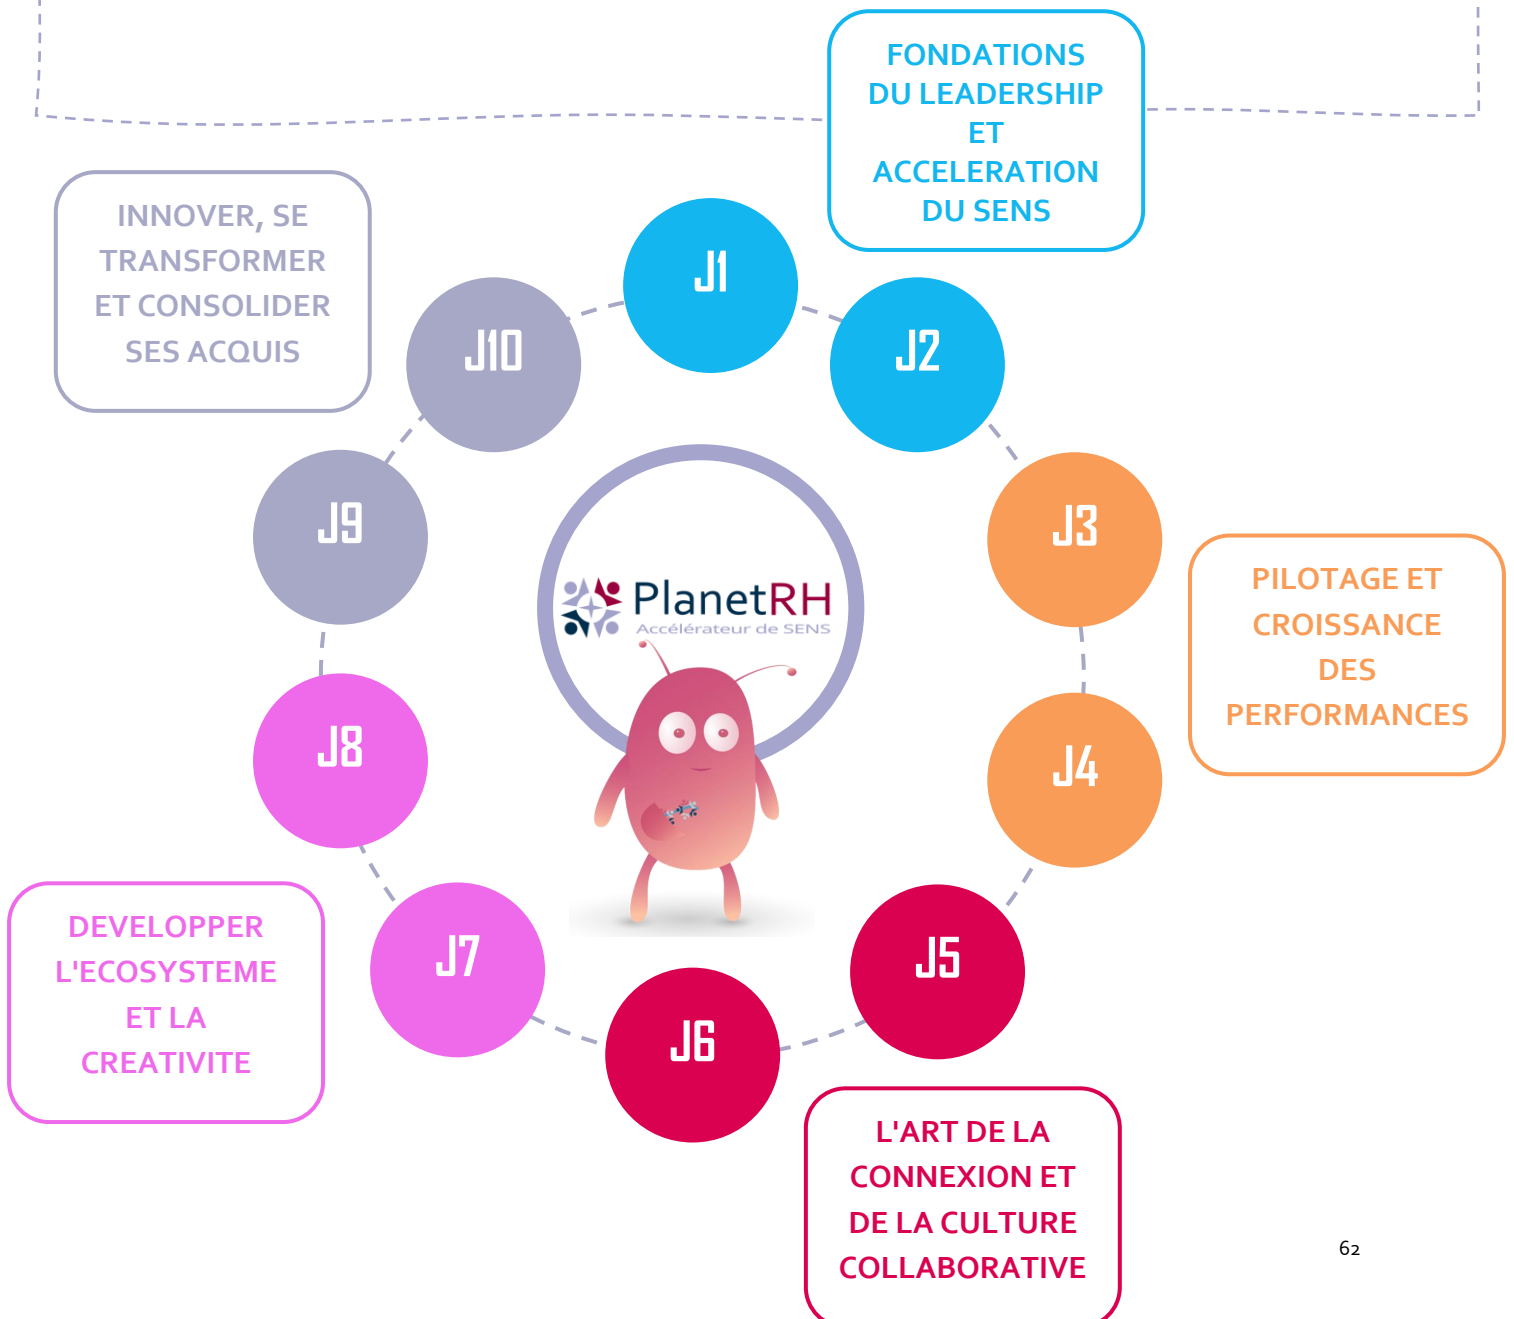 FONDATIONS
DU LEADERSHIP
ET
ACCELERATION
DU SENS
INNOVER, SE
TRANSFORMER
ET CONSOLIDER
SES ACQUIS
J1
J10
J2
J9
J3
PlanetRH
Accélérateur de SENS
PILOTAGE ET
CROISSANCE
DES
PERFORMANCES
J8
J4
DEVELOPPER
L'ECOSYSTEME
ET LA
CREATIVITE
J7
J5
J6
L'ART DE LA
CONNEXION ET
DE LA CULTURE
COLLABORATIVE
62